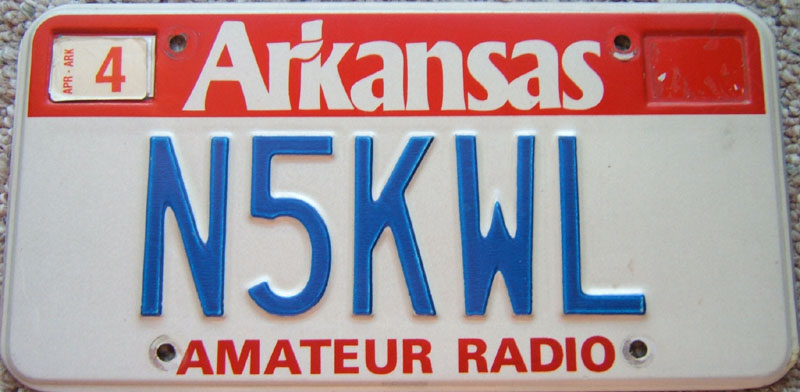 APR - ARK 4 Arkansas
N5KWL
AMATEUR RADIO